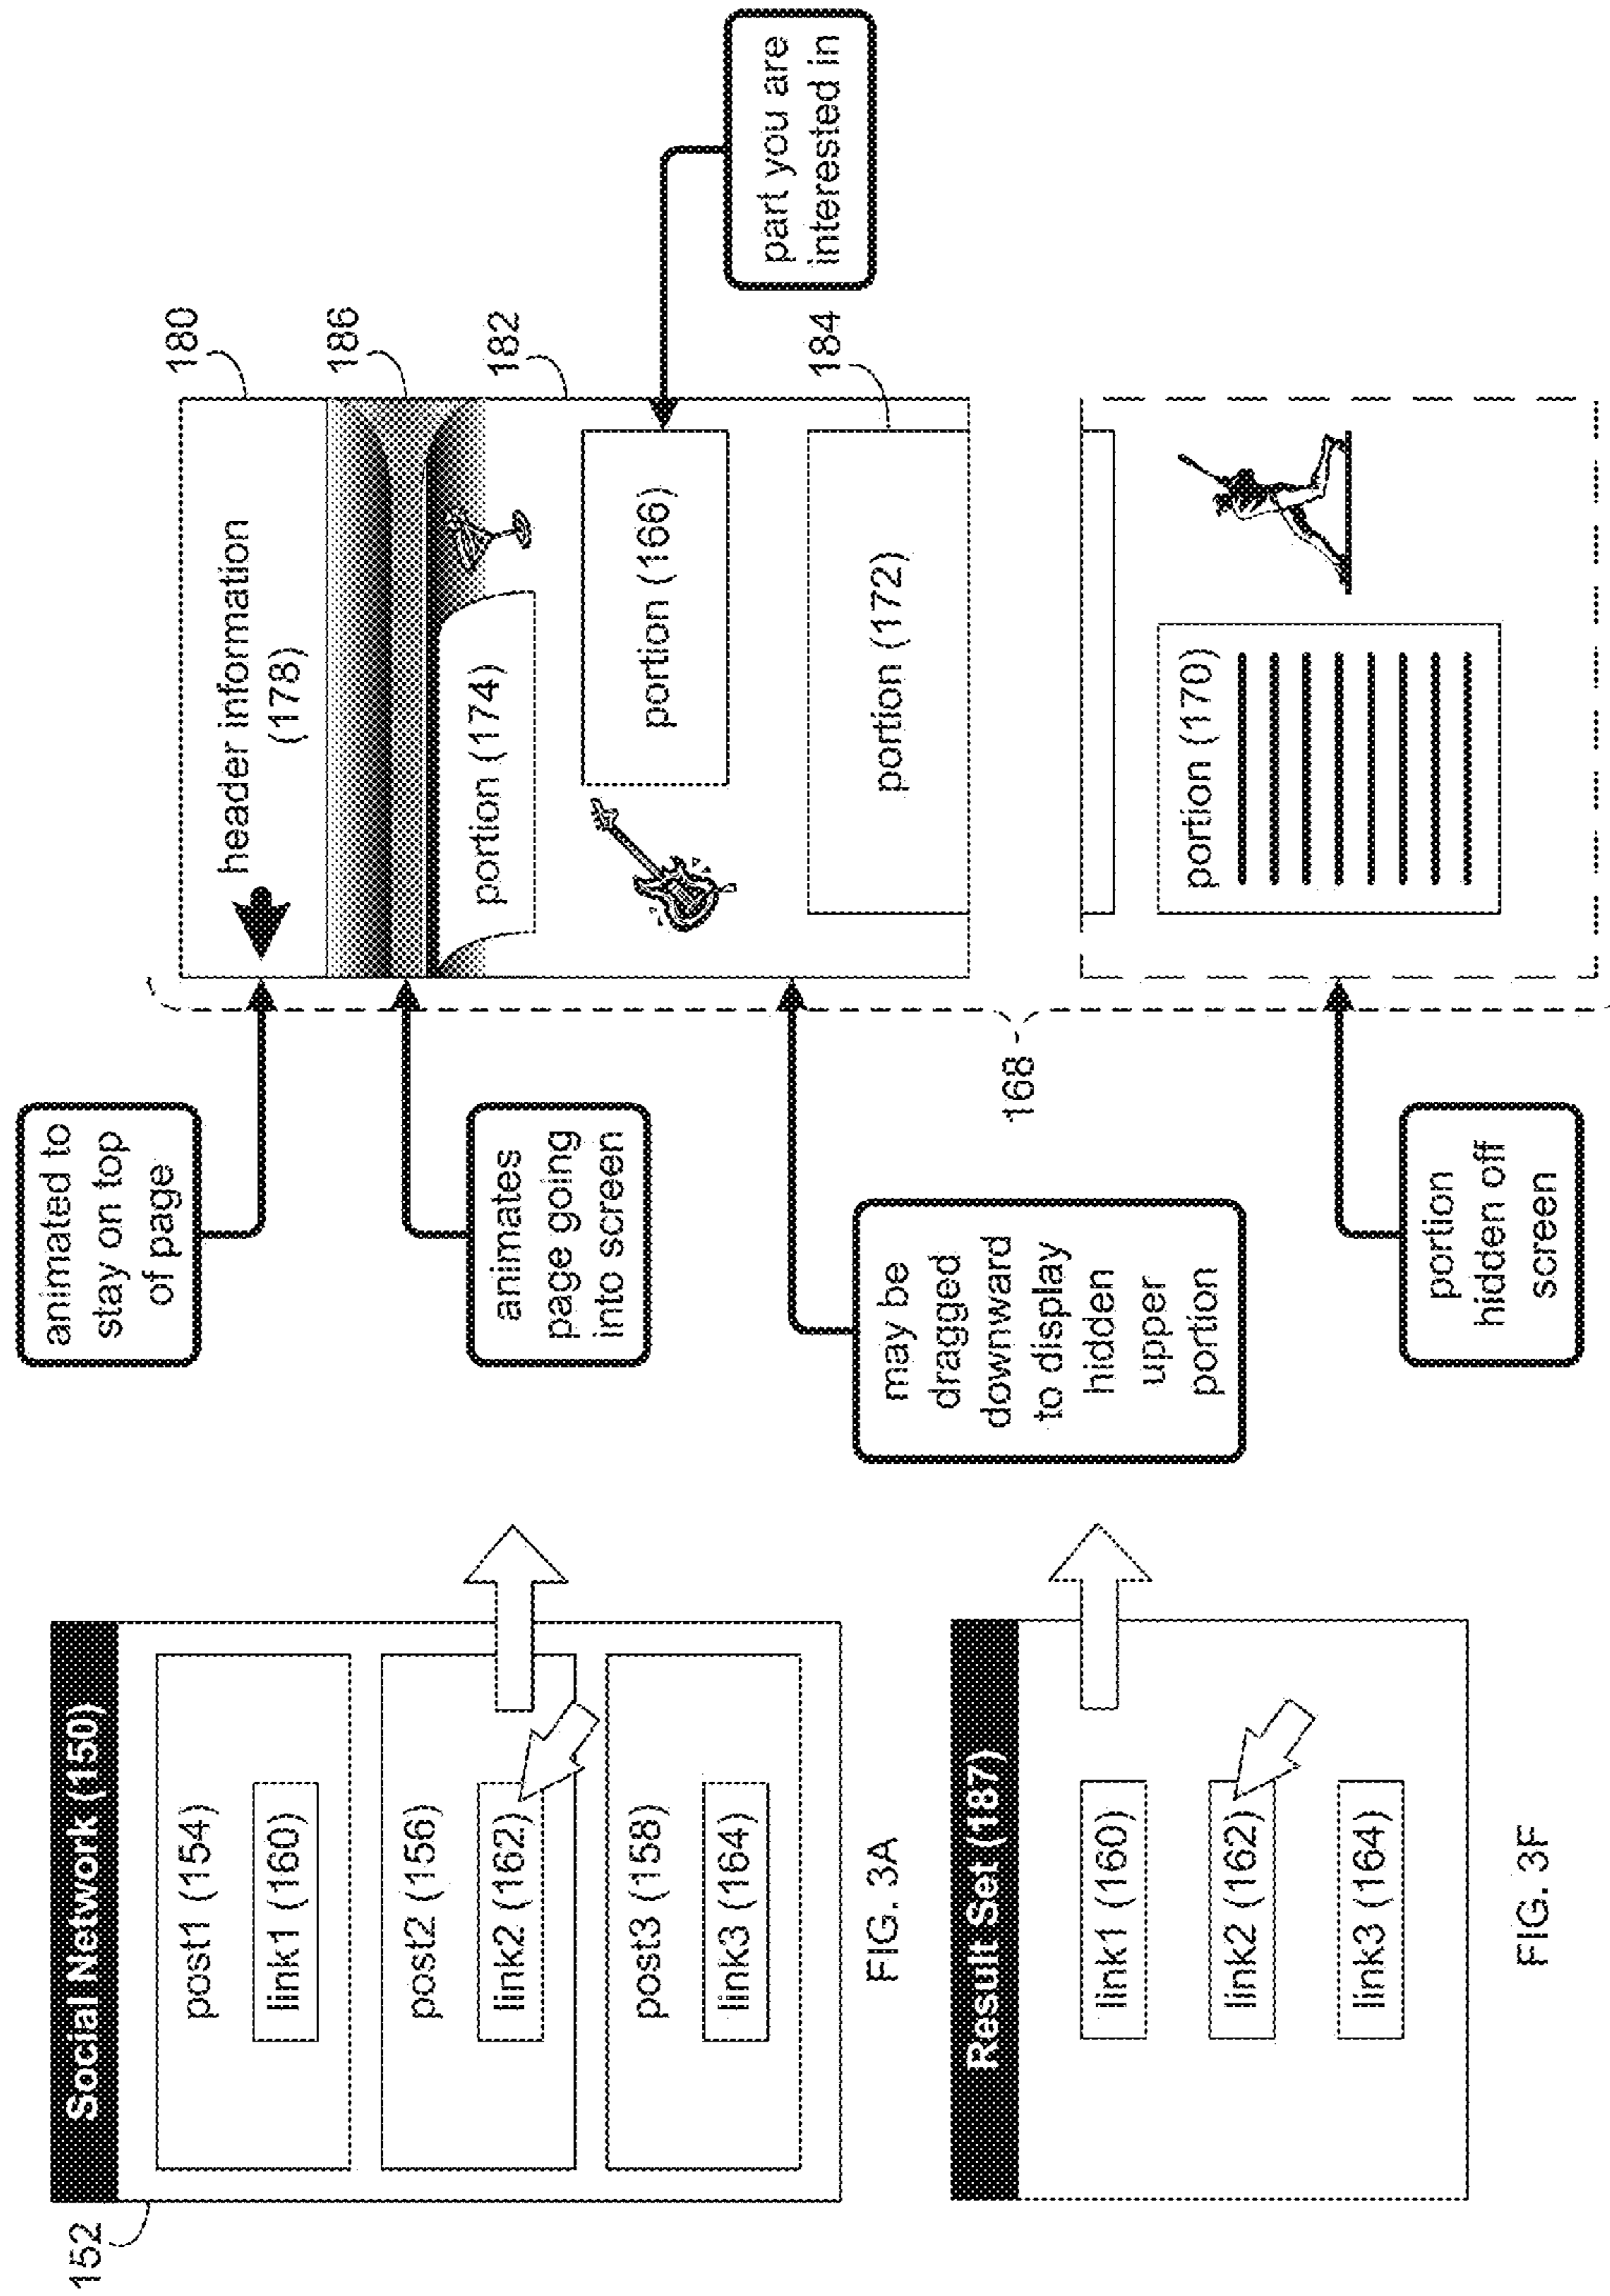 152
Social Network (150)
post1 (154)
link1 (160)
post2 (156)
link2 (162)
post3 (158)
link3 (164)
FIG. 3A
Result Set (187)
link1 (160)
link2 (162)
link3 (164)
FIG. 3F
animated to
stay on top
of page
animates
page going
into screen
may be
dragged
downward
to display
hidden
upper
portion
portion
hidden off
screen
168
header information
(178)
portion (174)
portion (166)
portion (172)
portion (170)
180
186
182
184
part you are
interested in